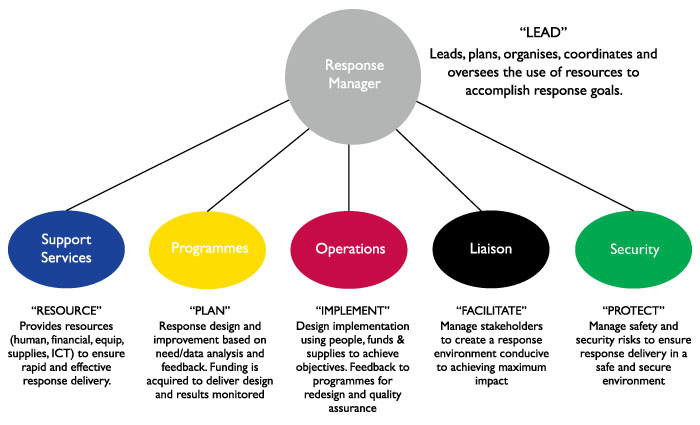 “LEAD”
Leads, plans, organises, coordinates and
oversees the use of resources to
accomplish response goals.
Response
Manager
Support
Services
Programmes
Operations
Liaison
Security
“RESOURCE”
Provides resources
(human, financial, equip,
supplies, ICT) to ensure
rapid and effective
response delivery.
“PLAN”
Response design and
improvement based on
need/data analysis and
feedback. Funding is
acquired to deliver design
and results monitored
“IMPLEMENT”
Design implementation
using people, funds &
supplies to achieve
objectives. Feedback to
programmes for
redesign and quality
assurance
“FACILITATE”
Manage stakeholders
to create a response
environment conducive
to achieving maximum
impact
“PROTECT”
Manage safety and
security risks to ensure
response delivery in a
safe and secure
environment